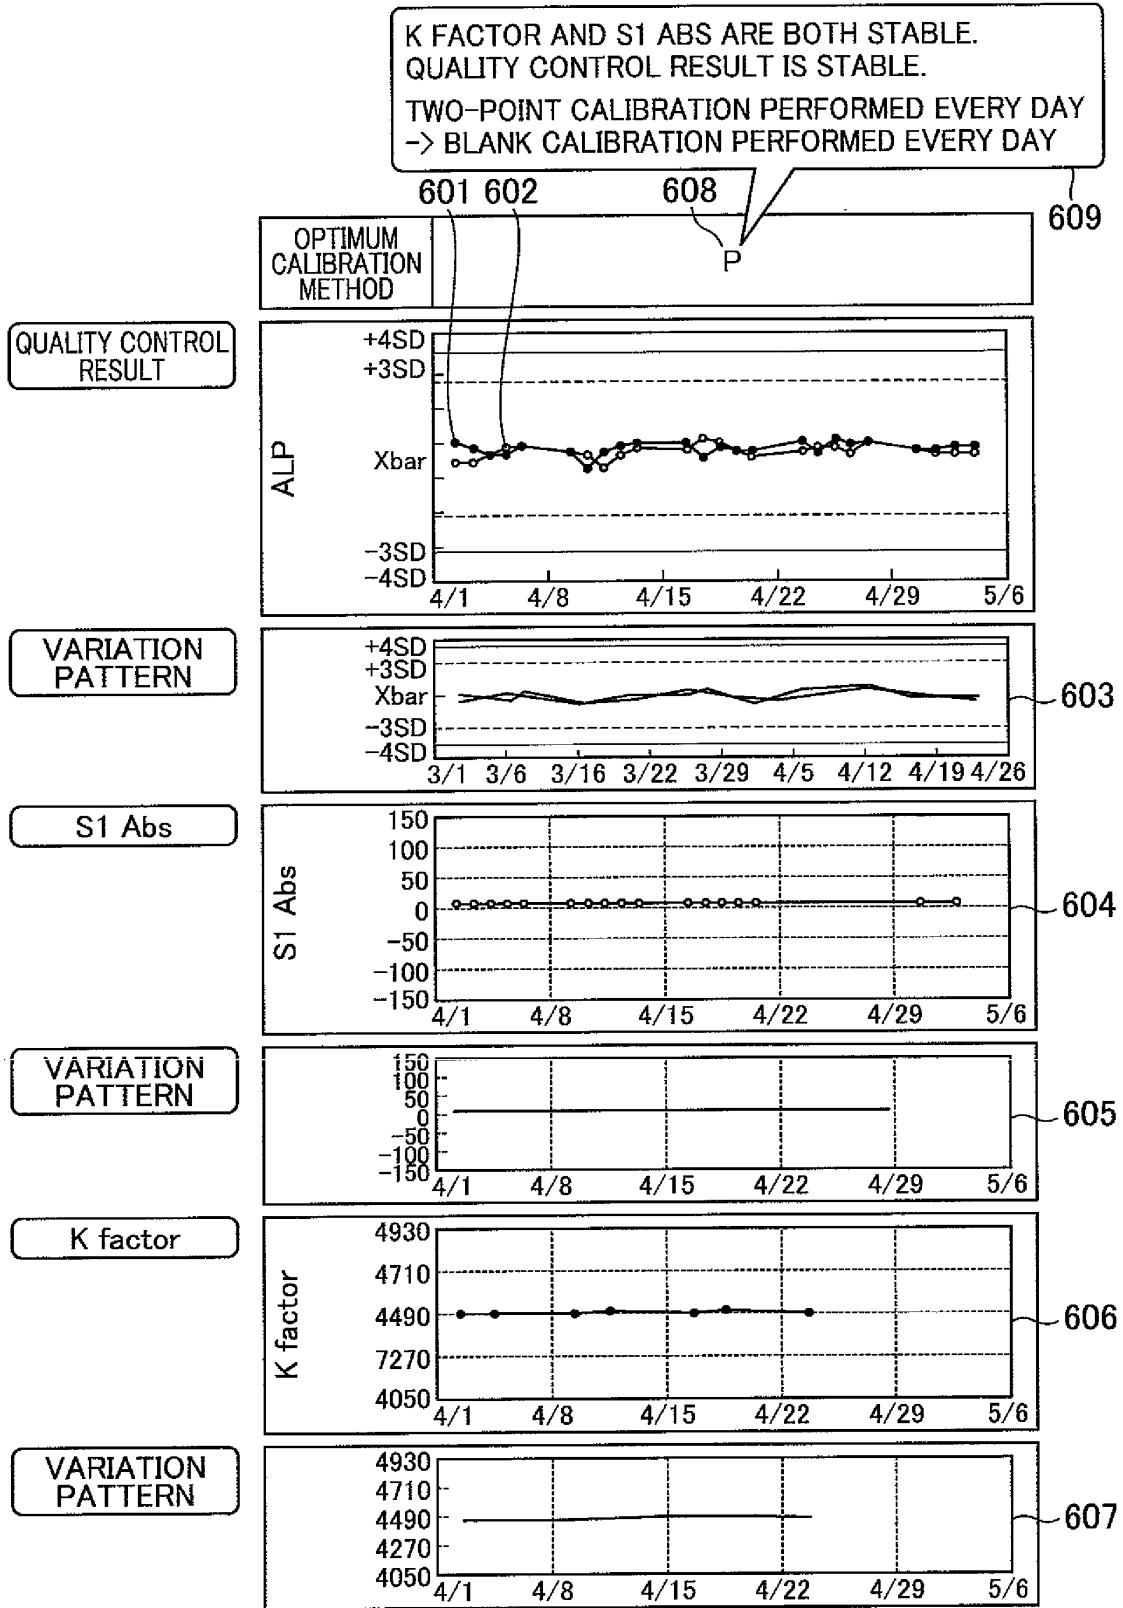 K FACTOR AND S1 ABS ARE BOTH STABLE.
QUALITY CONTROL RESULT IS STABLE.
TWO-POINT CALIBRATION PERFORMED EVERY DAY
-> BLANK CALIBRATION PERFORMED EVERY DAY
601 602 608 609
OPTIMUM
CALIBRATION
METHOD
P
QUALITY CONTROL
RESULT
ALP
+4SD
+3SD
Xbar
-3SD
-4SD
4/1 4/8 4/15 4/22 4/29 5/6
VARIATION
PATTERN
+4SD
+3SD
Xbar
-3SD
-4SD
603
3/1 3/6 3/16 3/22 3/29 4/5 4/12 4/19 4/26
S1 Abs
S1 Abs
150
100
50
0
-50
-100
-150
604
4/1 4/8 4/15 4/22 4/29 5/6
VARIATION
PATTERN
150
100
50
0
-50
-100
-150
605
4/1 4/8 4/15 4/22 4/29 5/6
K factor
K factor
4930
4710
4490
7270
4050
606
4/1 4/8 4/15 4/22 4/29 5/6
VARIATION
PATTERN
4930
4710
4490
4270
4050
607
4/1 4/8 4/15 4/22 4/29 5/6